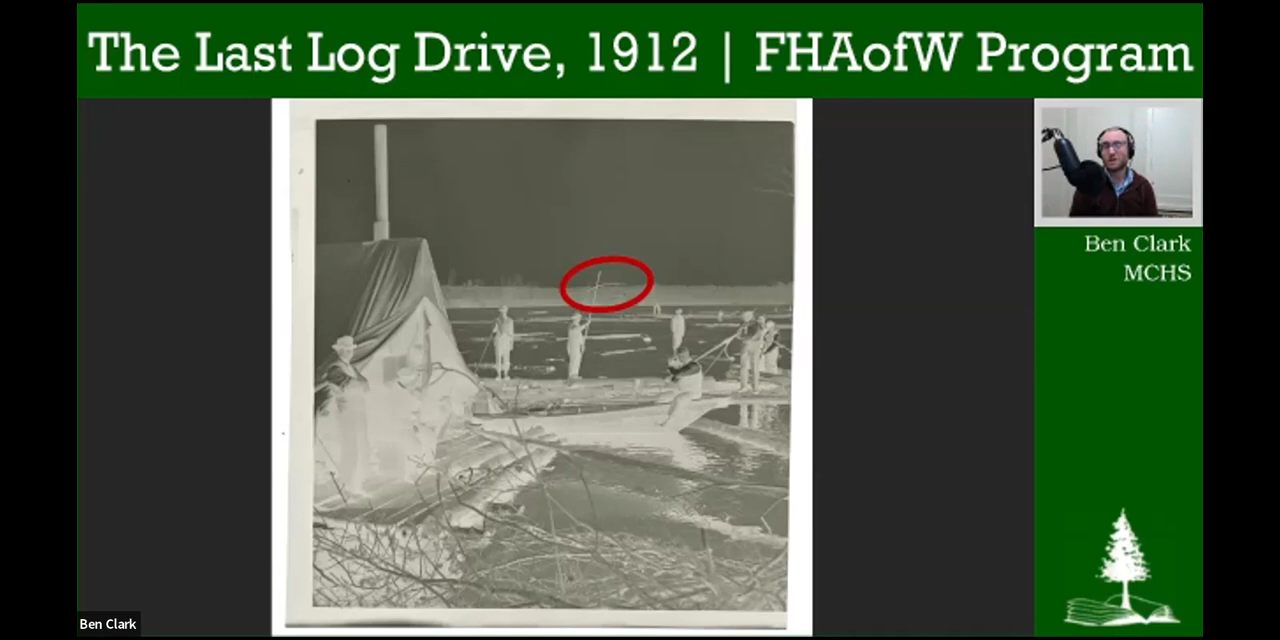 The Last Log Drive, 1912 | FHAofW Program
Ben Clark
MCHS
Ben Clark